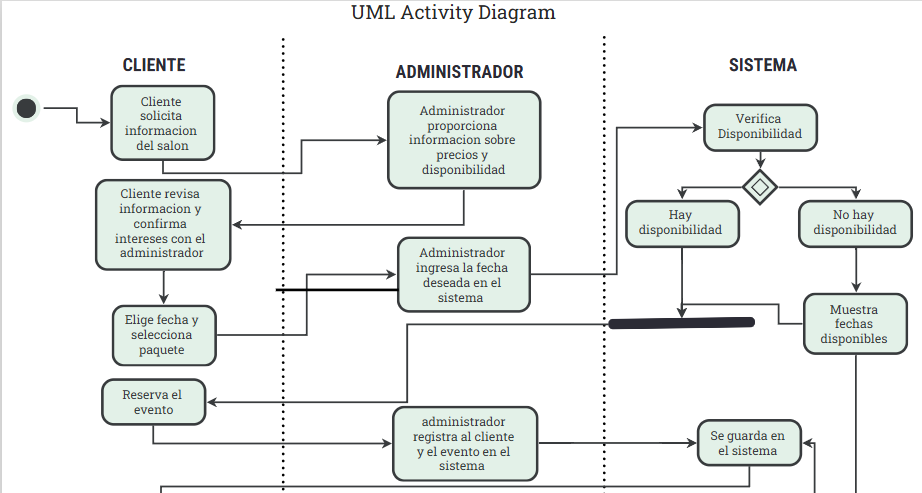 UML Activity Diagram
CLIENTE
ADMINISTRADOR
SISTEMA
Cliente
solicita
informacion
del salon
Administrador
proporciona
informacion sobre
precios y
disponibilidad
Verifica
Disponibilidad
Cliente revisa
informacion y
confirma
intereses con el
administrador
Hay
disponibilidad
No hay
disponibilidad
Administrador
ingresa la fecha
deseada en el
sistema
Elige fecha y
selecciona
paquete
Muestra
fechas
disponibles
Reserva el
evento
administrador
registra al cliente
y el evento en el
sistema
Se guarda en
el sistema